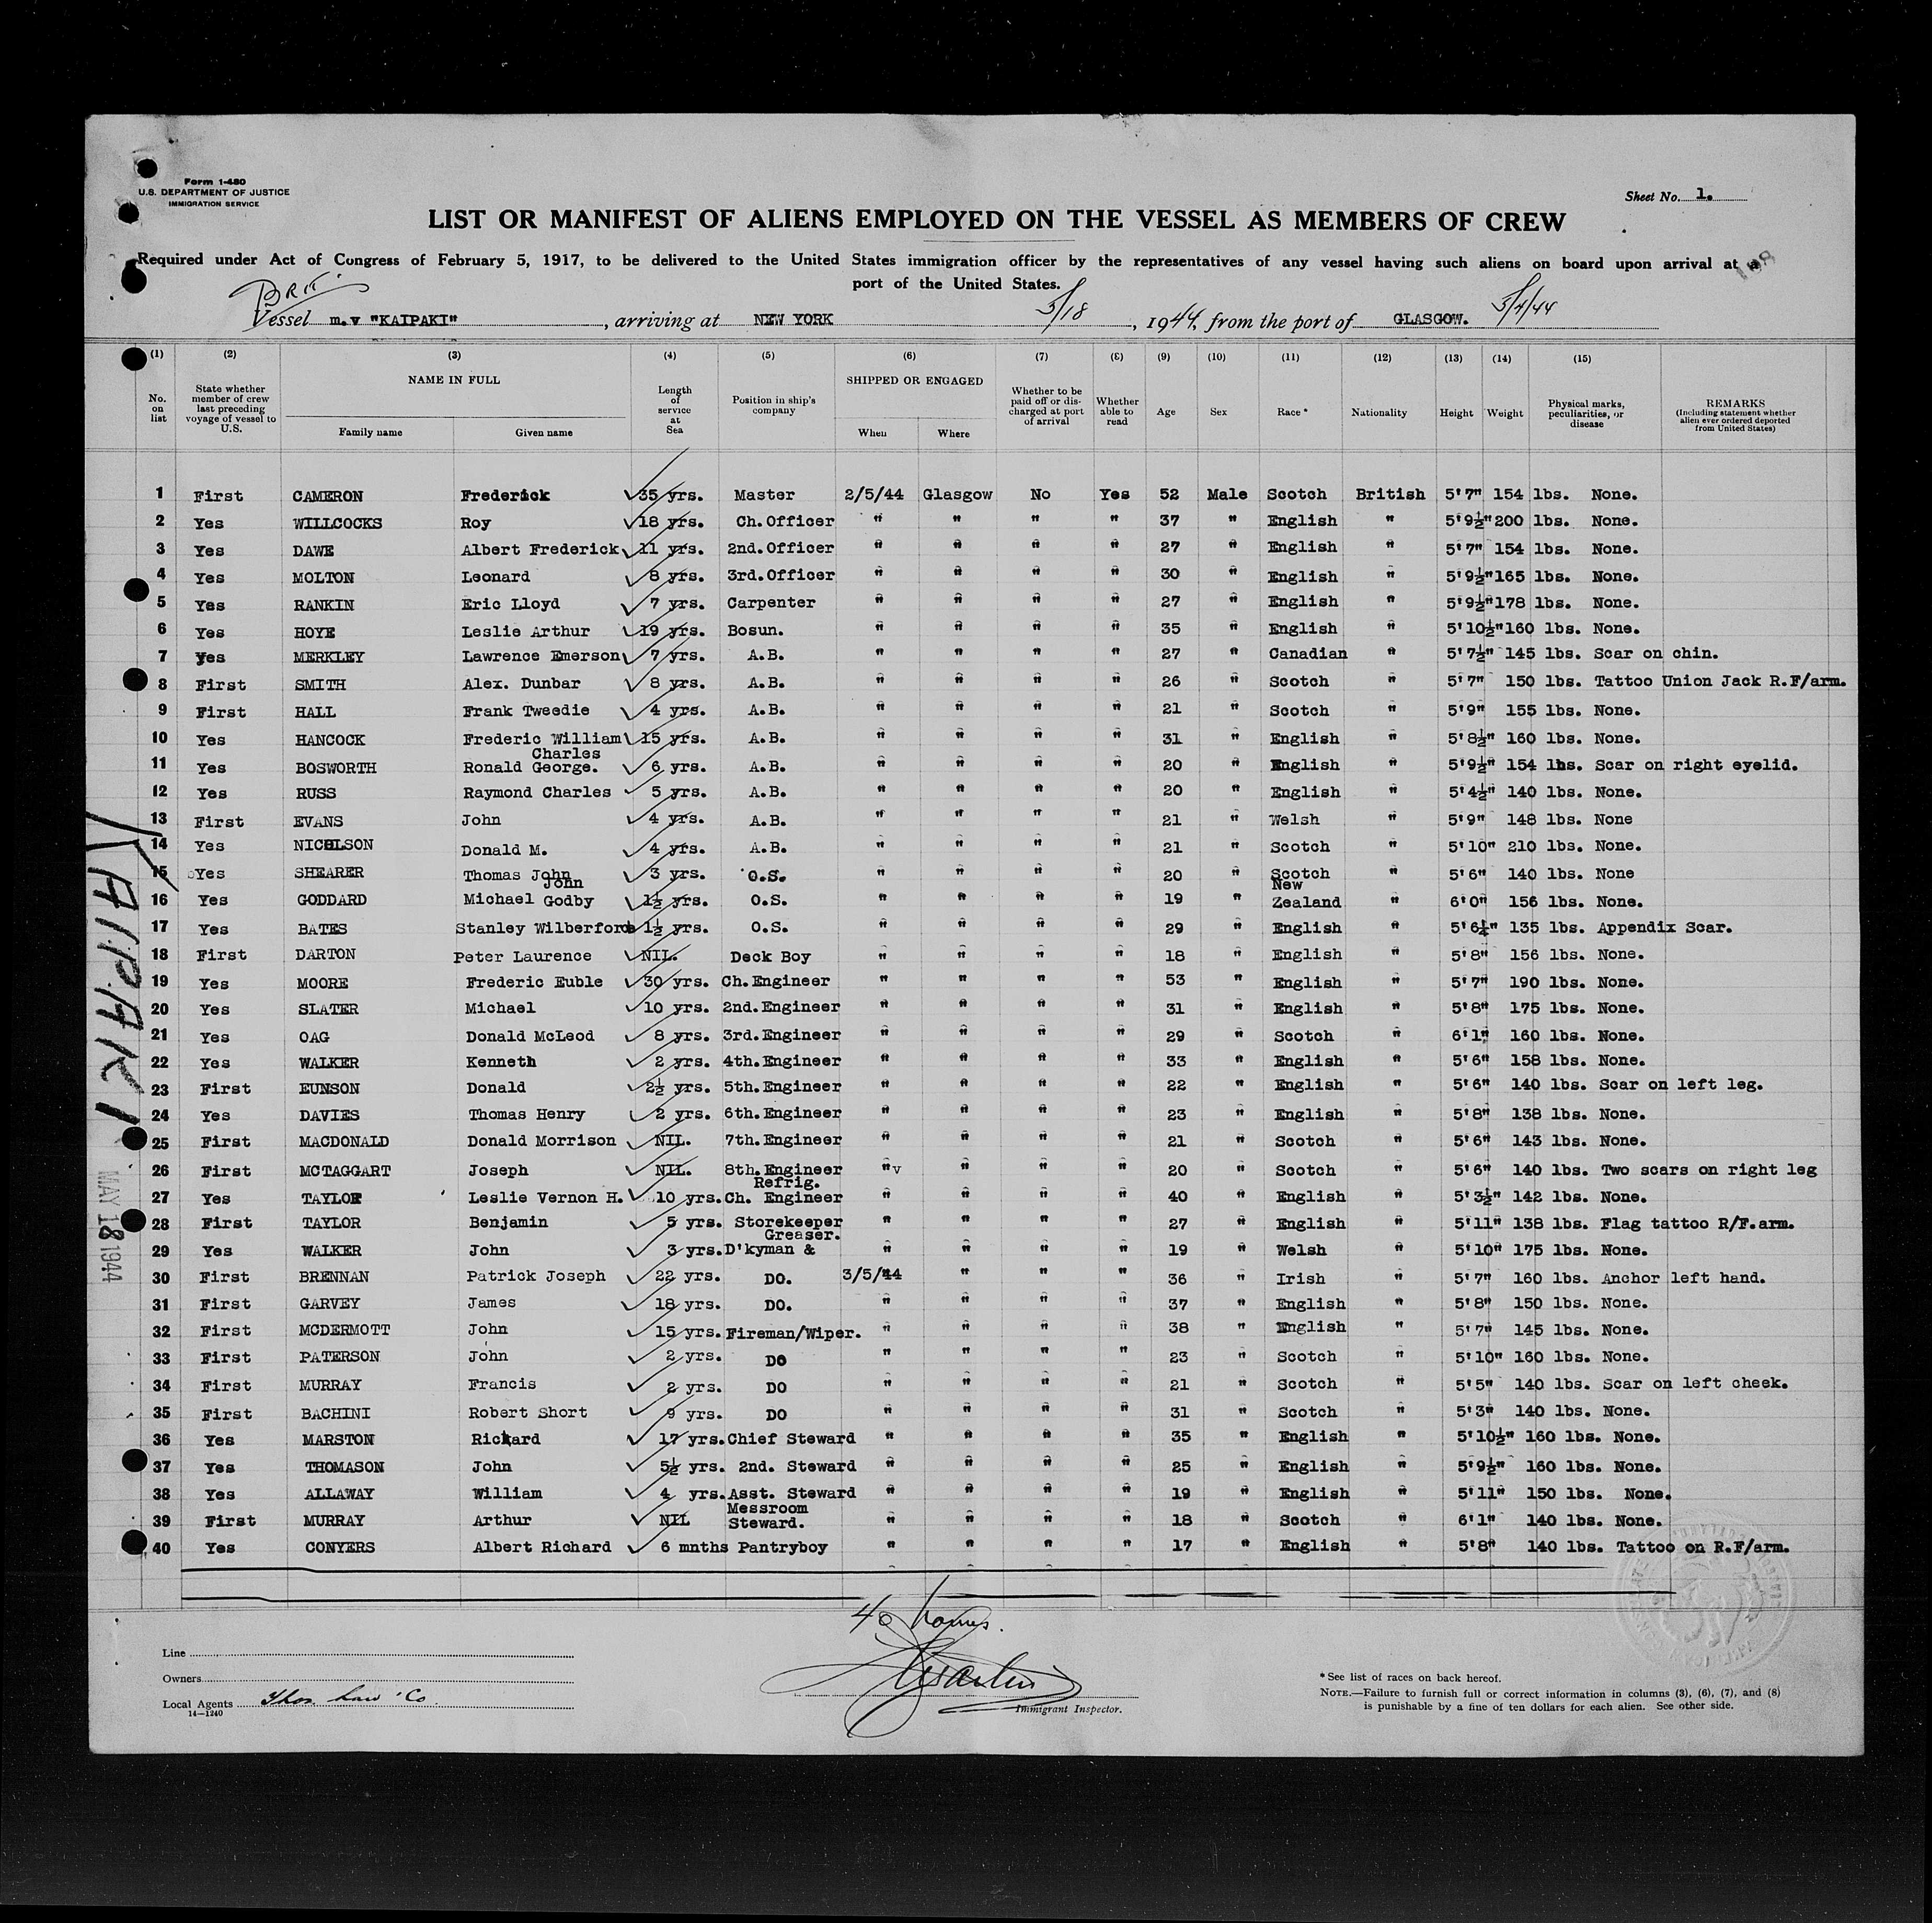 Form 1-480
U.S. DEPARTMENT OF JUSTICE
IMMIGRATION SERVICE
Sheet No. 1.
LIST OR MANIFEST OF ALIENS EMPLOYED ON THE VESSEL AS MEMBERS OF CREW
Required under Act of Congress of February 5, 1917, to be delivered to the United States immigration officer by the representatives of any vessel having such aliens on board upon arrival at a
port of the United States.
Brit
Vessel m.v "KAIPAKI", arriving at NEW YORK 5/18, 1944, from the port of GLASGOW. 5/4/44
(1) (2) (3) (4) (5) (6) (7) (8) (9) (10) (11) (12) (13) (14) (15)
No. on list State whether member of crew last preceding voyage of vessel to U.S. NAME IN FULL Family name Given name Length of service at Sea Position in ship's company SHIPPED OR ENGAGED When Where Whether to be paid off or discharged at port of arrival Whether able to read Age Sex Race * Nationality Height Weight Physical marks, peculiarities, or disease REMARKS (Including statement whether alien ever ordered deported from United States)
1 First CAMERON Frederick 35 yrs. Master 2/5/44 Glasgow No Yes 52 Male Scotch British 5'7" 154 lbs. None.
2 Yes WILLCOCKS Roy 18 yrs. Ch.Officer " " " " 37 " English " 5'9½" 200 lbs. None.
3 Yes DAWE Albert Frederick 11 yrs. 2nd.Officer " " " " 27 " English " 5'7" 154 lbs. None.
4 Yes MOLTON Leonard 8 yrs. 3rd.Officer " " " " 30 " English " 5'9½" 165 lbs. None.
5 Yes RANKIN Eric Lloyd 7 yrs. Carpenter " " " " 27 " English " 5'9½" 178 lbs. None.
6 Yes HOYE Leslie Arthur 19 yrs. Bosun. " " " " 35 " English " 5'10½" 160 lbs. None.
7 yes MERKLEY Lawrence Emerson 7 yrs. A.B. " " " " 27 " Canadian " 5'7½" 145 lbs. Scar on chin.
8 First SMITH Alex. Dunbar 8 yrs. A.B. " " " " 26 " Scotch " 5'7" 150 lbs. Tattoo Union Jack R.F/arm.
9 First HALL Frank Tweedie 4 yrs. A.B. " " " " 21 " Scotch " 5'9" 155 lbs. None.
10 Yes HANCOCK Frederic William 15 yrs. A.B. " " " " 31 " English " 5'8½" 160 lbs. None.
Charles
11 Yes BOSWORTH Ronald George. 6 yrs. A.B. " " " " 20 " English " 5'9½" 154 lbs. Scar on right eyelid.
12 Yes RUSS Raymond Charles 5 yrs. A.B. " " " " 20 " English " 5'4½" 140 lbs. None.
13 First EVANS John 4 yrs. A.B. " " " " 21 " Welsh " 5'9" 148 lbs. None
14 Yes NICOLSON Donald M. 4 yrs. A.B. " " " " 21 " Scotch " 5'10" 210 lbs. None.
15 Yes SHEARER Thomas John 3 yrs. O.S. " " " " 20 " Scotch " 5'6" 140 lbs. None
John New
16 Yes GODDARD Michael Godby 1½ yrs. O.S. " " " " 19 " Zealand " 6'0" 156 lbs. None.
17 Yes BATES Stanley Wilberforce 1½ yrs. O.S. " " " " 29 " English " 5'6¼" 135 lbs. Appendix Scar.
18 First DARTON Peter Laurence NIL. Deck Boy " " " " 18 " English " 5'8" 156 lbs. None.
19 Yes MOORE Frederic Euble 30 yrs. Ch.Engineer " " " " 53 " English " 5'7" 190 lbs. None.
20 Yes SLATER Michael 10 yrs. 2nd.Engineer " " " " 31 " English " 5'8" 175 lbs. None.
21 Yes OAG Donald McLeod 8 yrs. 3rd.Engineer " " " " 29 " Scotch " 6'1" 160 lbs. None.
22 Yes WALKER Kenneth 2 yrs. 4th.Engineer " " " " 33 " English " 5'6" 158 lbs. None.
23 First EUNSON Donald 2½ yrs. 5th.Engineer " " " " 22 " English " 5'6" 140 lbs. Scar on left leg.
24 Yes DAVIES Thomas Henry 2 yrs. 6th.Engineer " " " " 23 " English " 5'8" 138 lbs. None.
25 First MACDONALD Donald Morrison NIL. 7th.Engineer " " " " 21 " Scotch " 5'6" 143 lbs. None.
26 First MCTAGGART Joseph NIL. 8th.Engineer "v " " " 20 " Scotch " 5'6" 140 lbs. Two scars on right leg
Refrig.
27 Yes TAYLOR Leslie Vernon H. 10 yrs. Ch. Engineer " " " " 40 " English " 5'3½" 142 lbs. None.
28 First TAYLOR Benjamin 5 yrs. Storekeeper " " " " 27 " English " 5'11" 138 lbs. Flag tattoo R/F.arm.
Greaser.
29 Yes WALKER John 3 yrs. D'kyman & " " " " 19 " Welsh " 5'10" 175 lbs. None.
30 First BRENNAN Patrick Joseph 22 yrs. DO. 3/5/44 " " " 36 " Irish " 5'7" 160 lbs. Anchor left hand.
31 First GARVEY James 18 yrs. DO. " " " " 37 " English " 5'8" 150 lbs. None.
32 First MCDERMOTT John 15 yrs. Fireman/Wiper. " " " " 38 " English " 5'7" 145 lbs. None.
33 First PATERSON John 2 yrs. DO " " " " 23 " Scotch " 5'10" 160 lbs. None.
34 First MURRAY Francis 2 yrs. DO " " " " 21 " Scotch " 5'5" 140 lbs. Scar on left cheek.
35 First BACHINI Robert Short 9 yrs. DO " " " " 31 " Scotch " 5'3" 140 lbs. None.
36 Yes MARSTON Richard 17 yrs. Chief Steward " " " " 35 " English " 5'10½" 160 lbs. None.
37 Yes THOMASON John 5½ yrs. 2nd. Steward " " " " 25 " English " 5'9½" 160 lbs. None.
38 Yes ALLAWAY William 4 yrs. Asst. Steward " " " " 19 " English " 5'11" 150 lbs. None.
Messroom
39 First MURRAY Arthur NIL Steward. " " " " 18 " Scotch " 6'1" 140 lbs. None.
40 Yes CONYERS Albert Richard 6 mnths Pantryboy " " " " 17 " English " 5'8" 140 lbs. Tattoo on R.F/arm.
KAIPAKI
MAY 18 1944
40 names.
Line
Owners
Local Agents Thos. Law & Co
14—1240
Immigrant Inspector.
* See list of races on back hereof.
NOTE.—Failure to furnish full or correct information in columns (3), (6), (7), and (8)
is punishable by a fine of ten dollars for each alien. See other side.